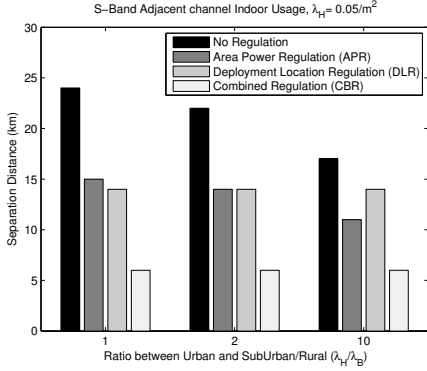 S-Band Adjacent channel Indoor Usage, λH= 0.05/m²
No Regulation
Area Power Regulation (APR)
Deployment Location Regulation (DLR)
Combined Regulation (CBR)
Separation Distance (km)
30
25
20
15
10
5
0
1 2 10
Ratio between Urban and SubUrban/Rural (λH/λB)